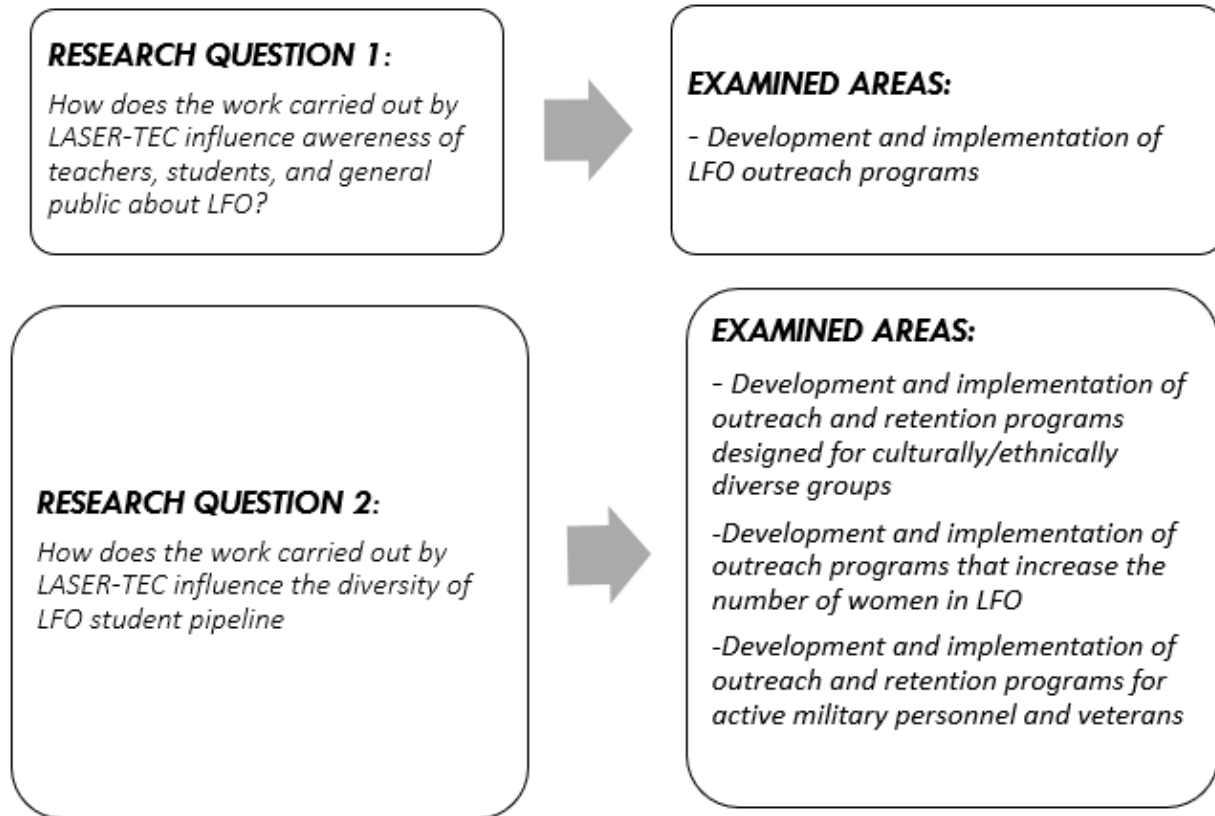 RESEARCH QUESTION 1:
How does the work carried out by
LASER-TEC influence awereness of
teachers, students, and general
public about LFO?
EXAMINED AREAS:
- Development and implementation of
LFO outreach programs
RESEARCH QUESTION 2:
How does the work carried out by
LASER-TEC influence the diversity of
LFO student pipeline
EXAMINED AREAS:
- Development and implementation of
outreach and retention programs
designed for culturally/ethnically
diverse groups
-Development and implementation of
outreach programs that increase the
number of women in LFO
-Development and implementation of
outreach and retention programs for
active military personnel and veterans